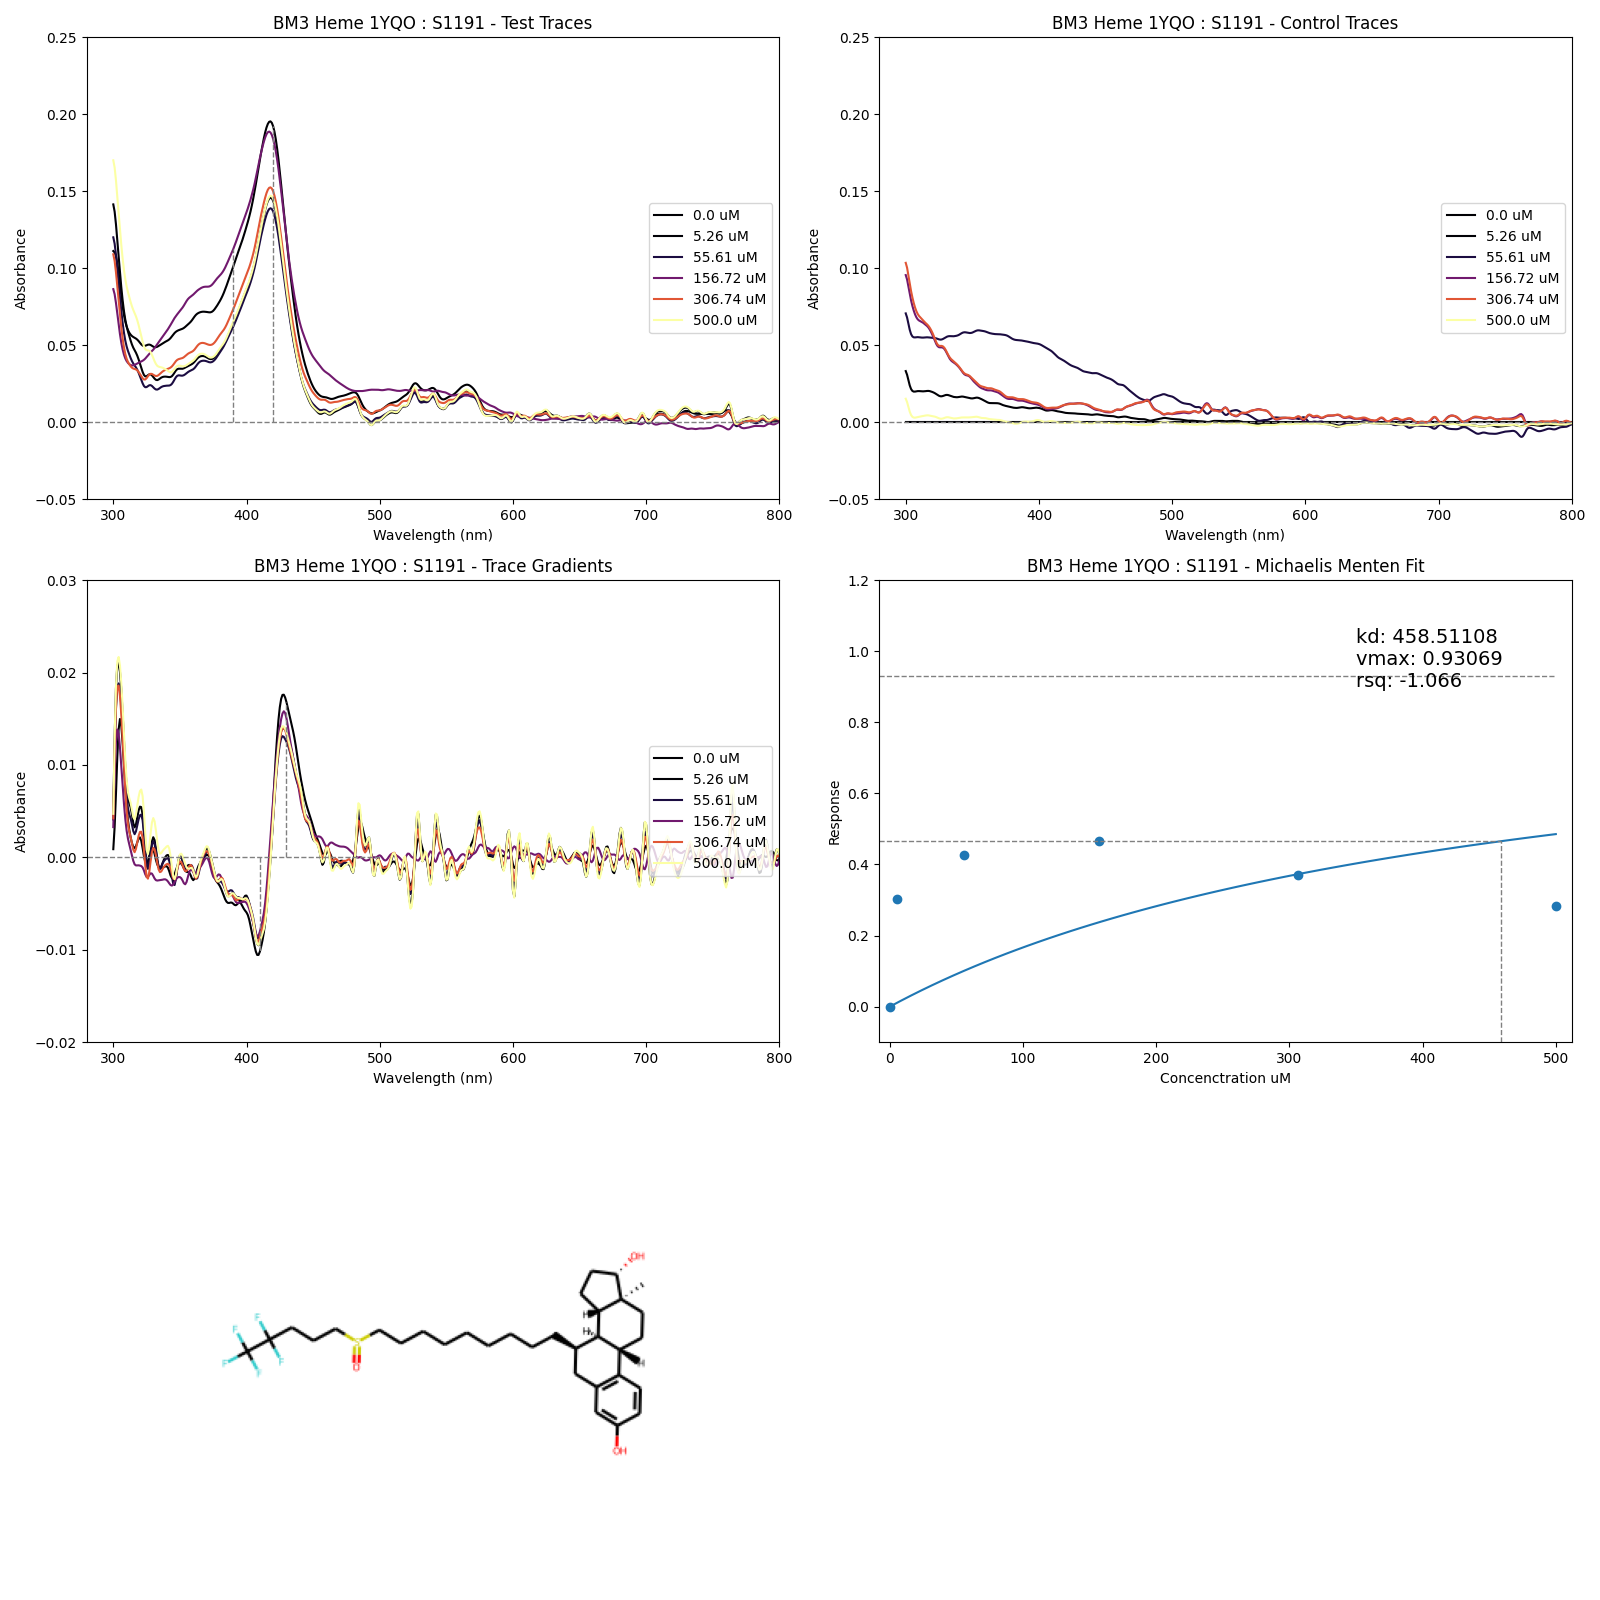 BM3 Heme 1YQO : S1191 - Test Traces
0.25
0.20
0.15
0.10
0.05
0.00
−0.05
Absorbance
0.0 uM
5.26 uM
55.61 uM
156.72 uM
306.74 uM
500.0 uM
300 400 500 600 700 800
Wavelength (nm)
BM3 Heme 1YQO : S1191 - Control Traces
0.25
0.20
0.15
0.10
0.05
0.00
−0.05
Absorbance
0.0 uM
5.26 uM
55.61 uM
156.72 uM
306.74 uM
500.0 uM
300 400 500 600 700 800
Wavelength (nm)
BM3 Heme 1YQO : S1191 - Trace Gradients
0.03
0.02
0.01
0.00
−0.01
−0.02
Absorbance
0.0 uM
5.26 uM
55.61 uM
156.72 uM
306.74 uM
500.0 uM
300 400 500 600 700 800
Wavelength (nm)
BM3 Heme 1YQO : S1191 - Michaelis Menten Fit
1.2
1.0
0.8
0.6
0.4
0.2
0.0
Response
kd: 458.51108
vmax: 0.93069
rsq: -1.066
0 100 200 300 400 500
Concenctration uM
OH
H
H
H
F
F
F
F
F
S
O
OH